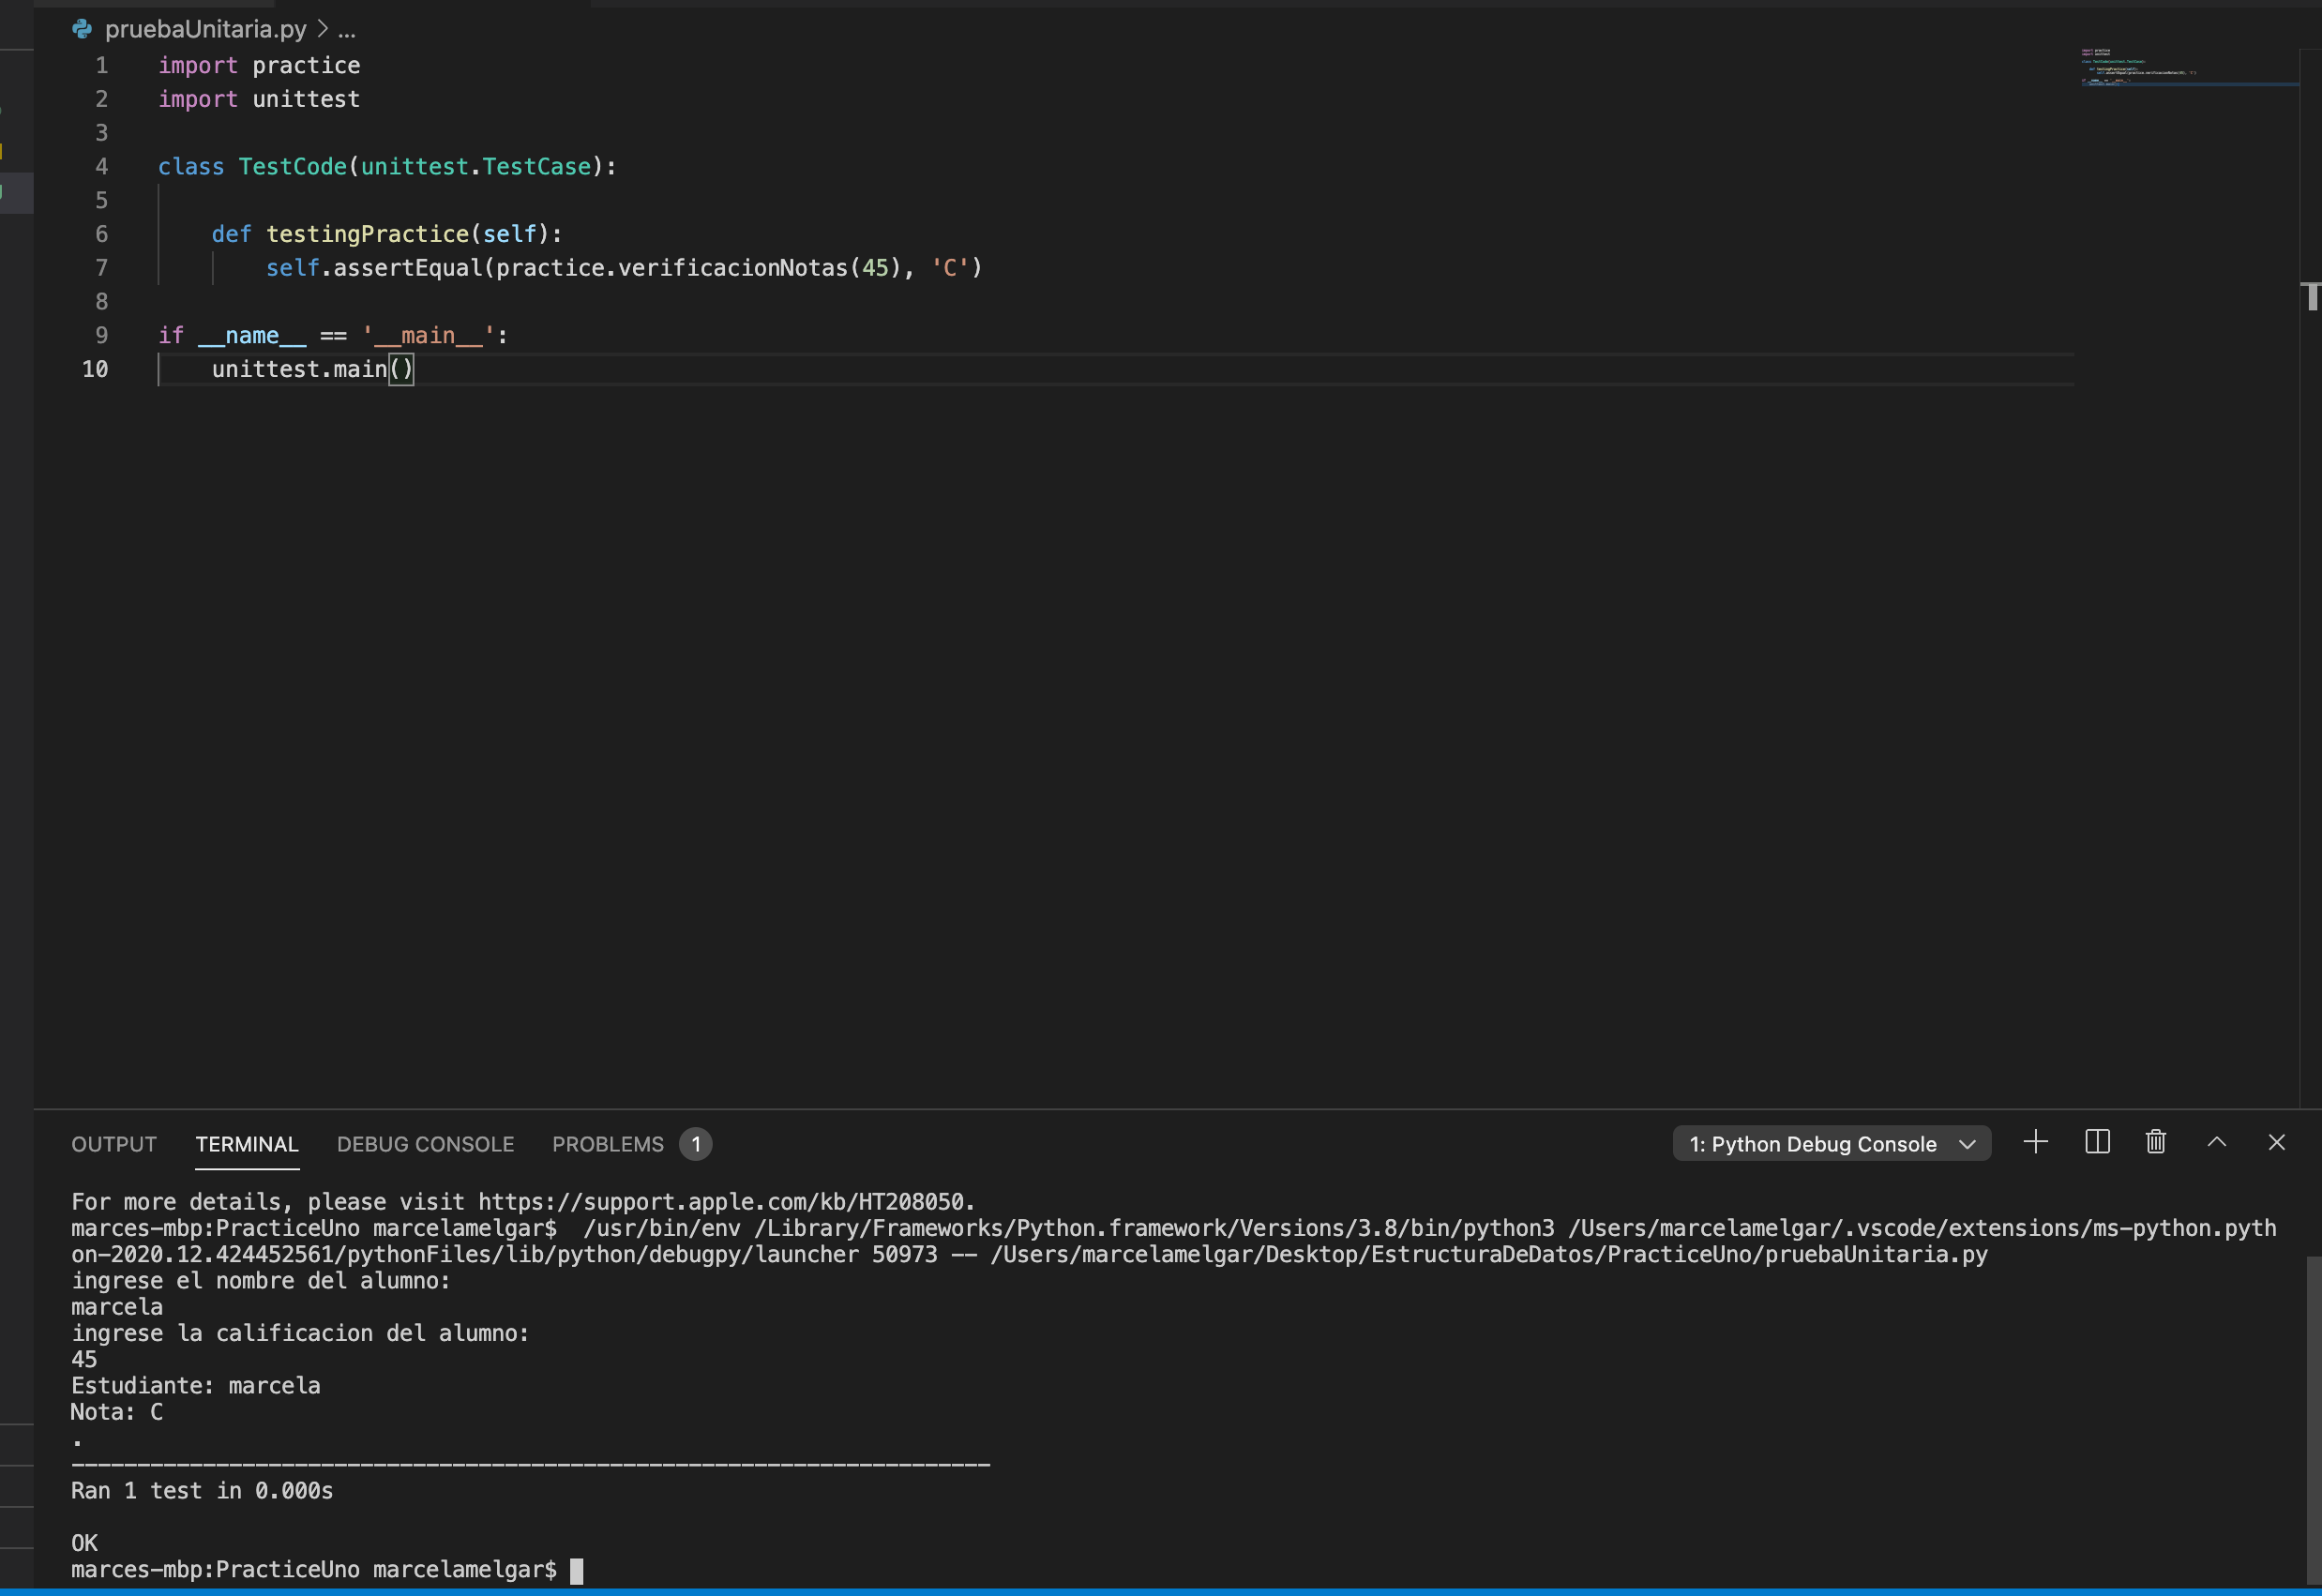 pruebaUnitaria.py > ...
1 import practice
2 import unittest
3
4 class TestCode(unittest.TestCase):
5
6 def testingPractice(self):
7 self.assertEqual(practice.verificacionNotas(45), 'C')
8
9 if __name__ == '__main__':
10 unittest.main()
OUTPUT TERMINAL DEBUG CONSOLE PROBLEMS 1 1: Python Debug Console
For more details, please visit https://support.apple.com/kb/HT208050.
marces-mbp:PracticeUno marcelamelgar$  /usr/bin/env /Library/Frameworks/Python.framework/Versions/3.8/bin/python3 /Users/marcelamelgar/.vscode/extensions/ms-python.pyth
on-2020.12.424452561/pythonFiles/lib/python/debugpy/launcher 50973 -- /Users/marcelamelgar/Desktop/EstructuraDeDatos/PracticeUno/pruebaUnitaria.py
ingrese el nombre del alumno:
marcela
ingrese la calificacion del alumno:
45
Estudiante: marcela
Nota: C
.
----------------------------------------------------------------------
Ran 1 test in 0.000s
OK
marces-mbp:PracticeUno marcelamelgar$